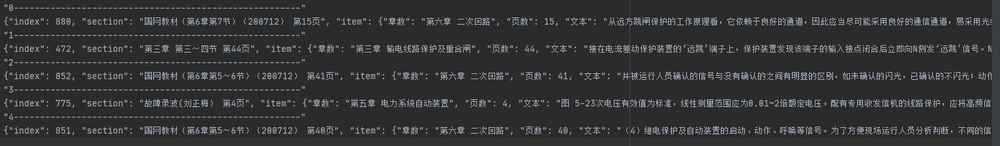 "0--------------------------------------------------------"
{"index": 880, "section": "国网教材（第6章第7节）（200712） 第15页", "item": {"章数": "第六章 二次回路", "页数": 15, "文本": "从远方跳闸保护的工作原理看，它依赖于良好的通道，因此应当尽可能采用良好的通信通道，易采用光
"1--------------------------------------------------------"
{"index": 472, "section": "第三章 第三～四节 第44页", "item": {"章数": "第三章 输电线路保护及重合闸", "页数": 44, "文本": "接在电流差动保护装置的‘远跳’端子上，保护装置发现该端子的输入接点闭合后立即向N侧发‘远跳’信号。N
"2--------------------------------------------------------"
{"index": 852, "section": "国网教材（第6章第5～6节）（200712） 第41页", "item": {"章数": "第六章 二次回路", "页数": 41, "文本": "并被运行人员确认的信号与没有确认的之间有明显的区别，如未确认的闪光，已确认的不闪光；动作
"3--------------------------------------------------------"
{"index": 775, "section": "故障录波(刘正梅） 第4页", "item": {"章数": "第五章 电力系统自动装置", "页数": 4, "文本": "图 5-23次电压有效值为标准，线性测量范围应为0.01~2倍额定电压。配有专用收发信机的线路保护，应将高频信
"4--------------------------------------------------------"
{"index": 851, "section": "国网教材（第6章第5～6节）（200712） 第40页", "item": {"章数": "第六章 二次回路", "页数": 40, "文本": "（4）继电保护及自动装置的启动、动作、呼唤等信号。为了方便现场运行人员分析判断，不同的信